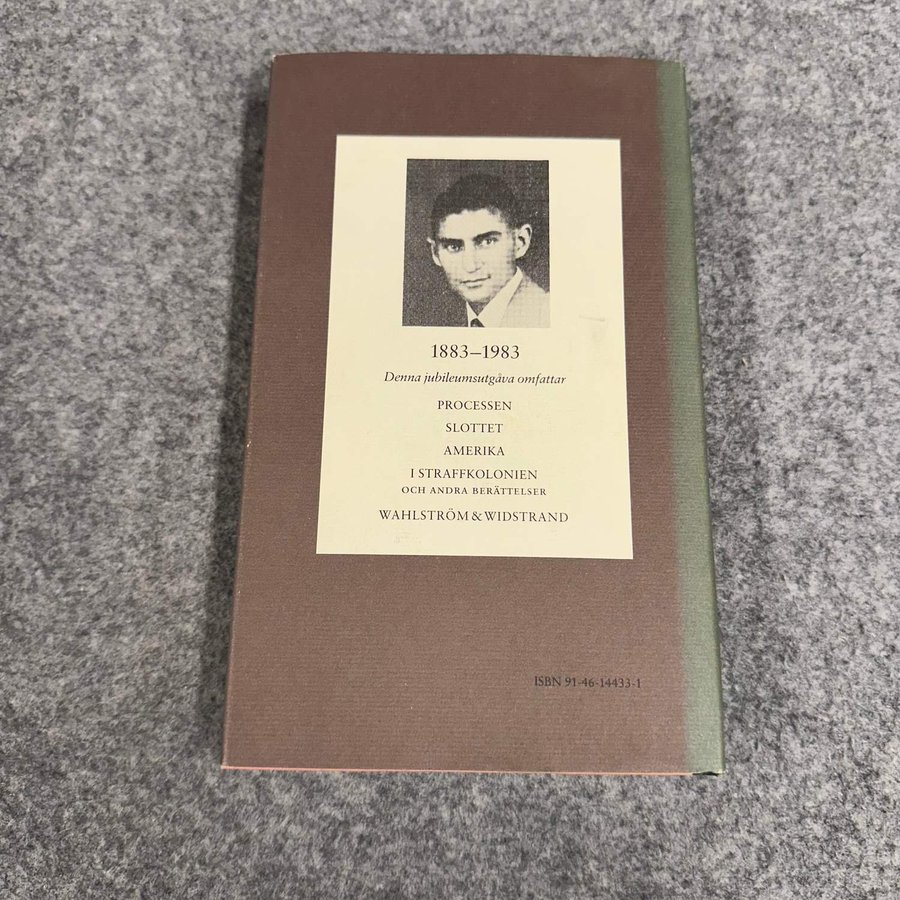 1883–1983
Denna jubileumsutgåva omfattar
PROCESSEN
SLOTTET
AMERIKA
I STRAFFKOLONIEN
OCH ANDRA BERÄTTELSER
WAHLSTRÖM & WIDSTRAND
ISBN 91-46-14433-1